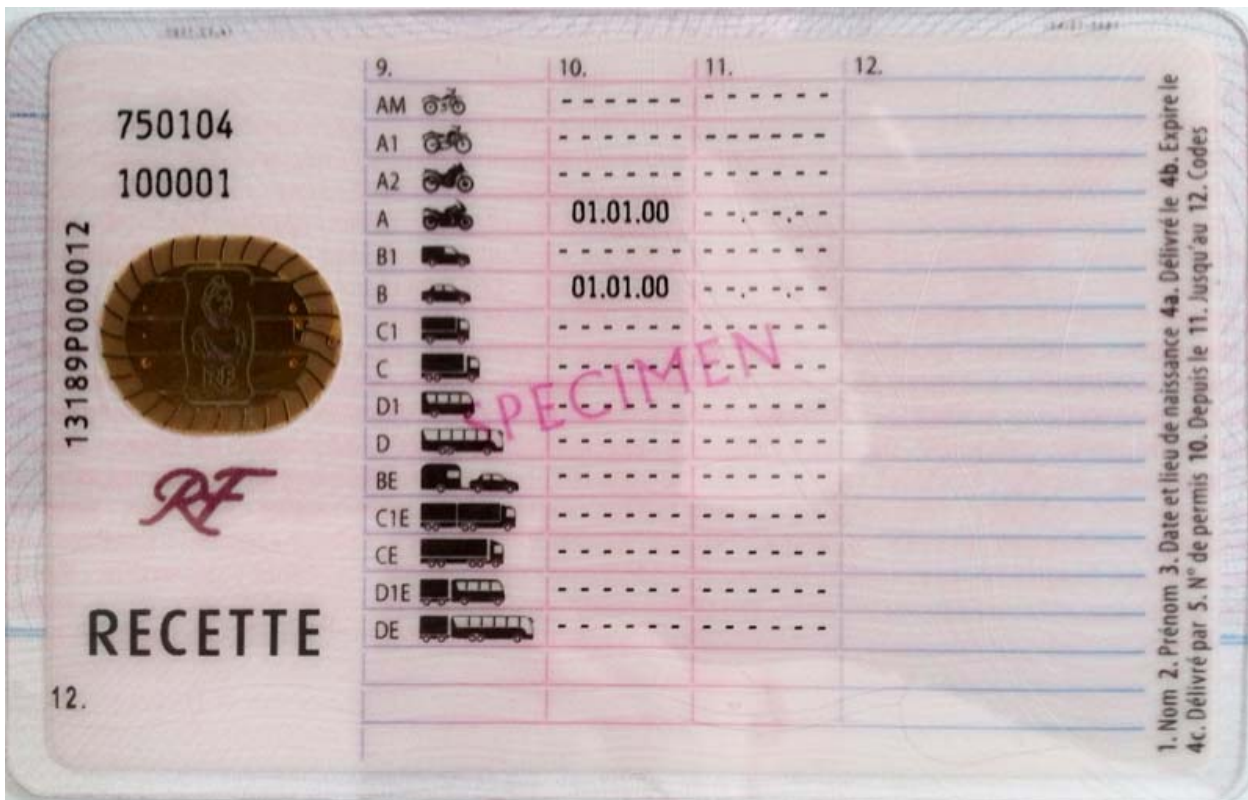 750104
100001
13189P000012
RF
RECETTE
12.
9. 10. 11. 12.
AM - - - - - - - - - - - -
A1 - - - - - - - - - - - -
A2 - - - - - - - - - - - -
A 01.01.00 - -.- -.- -
B1 - - - - - - - - - - - -
B 01.01.00 - -.- -.- -
C1 - - - - - - - - - - - -
C - - - - - - - - - - - -
D1 - - - - - - - - - - - -
D - - - - - - - - - - - -
BE - - - - - - - - - - - -
C1E - - - - - - - - - - - -
CE - - - - - - - - - - - -
D1E - - - - - - - - - - - -
DE - - - - - - - - - - - -
SPECIMEN
1. Nom 2. Prénom 3. Date et lieu de naissance 4a. Délivré le 4b. Expire le
4c. Délivré par 5. N° de permis 10. Depuis le 11. Jusqu'au 12. Codes